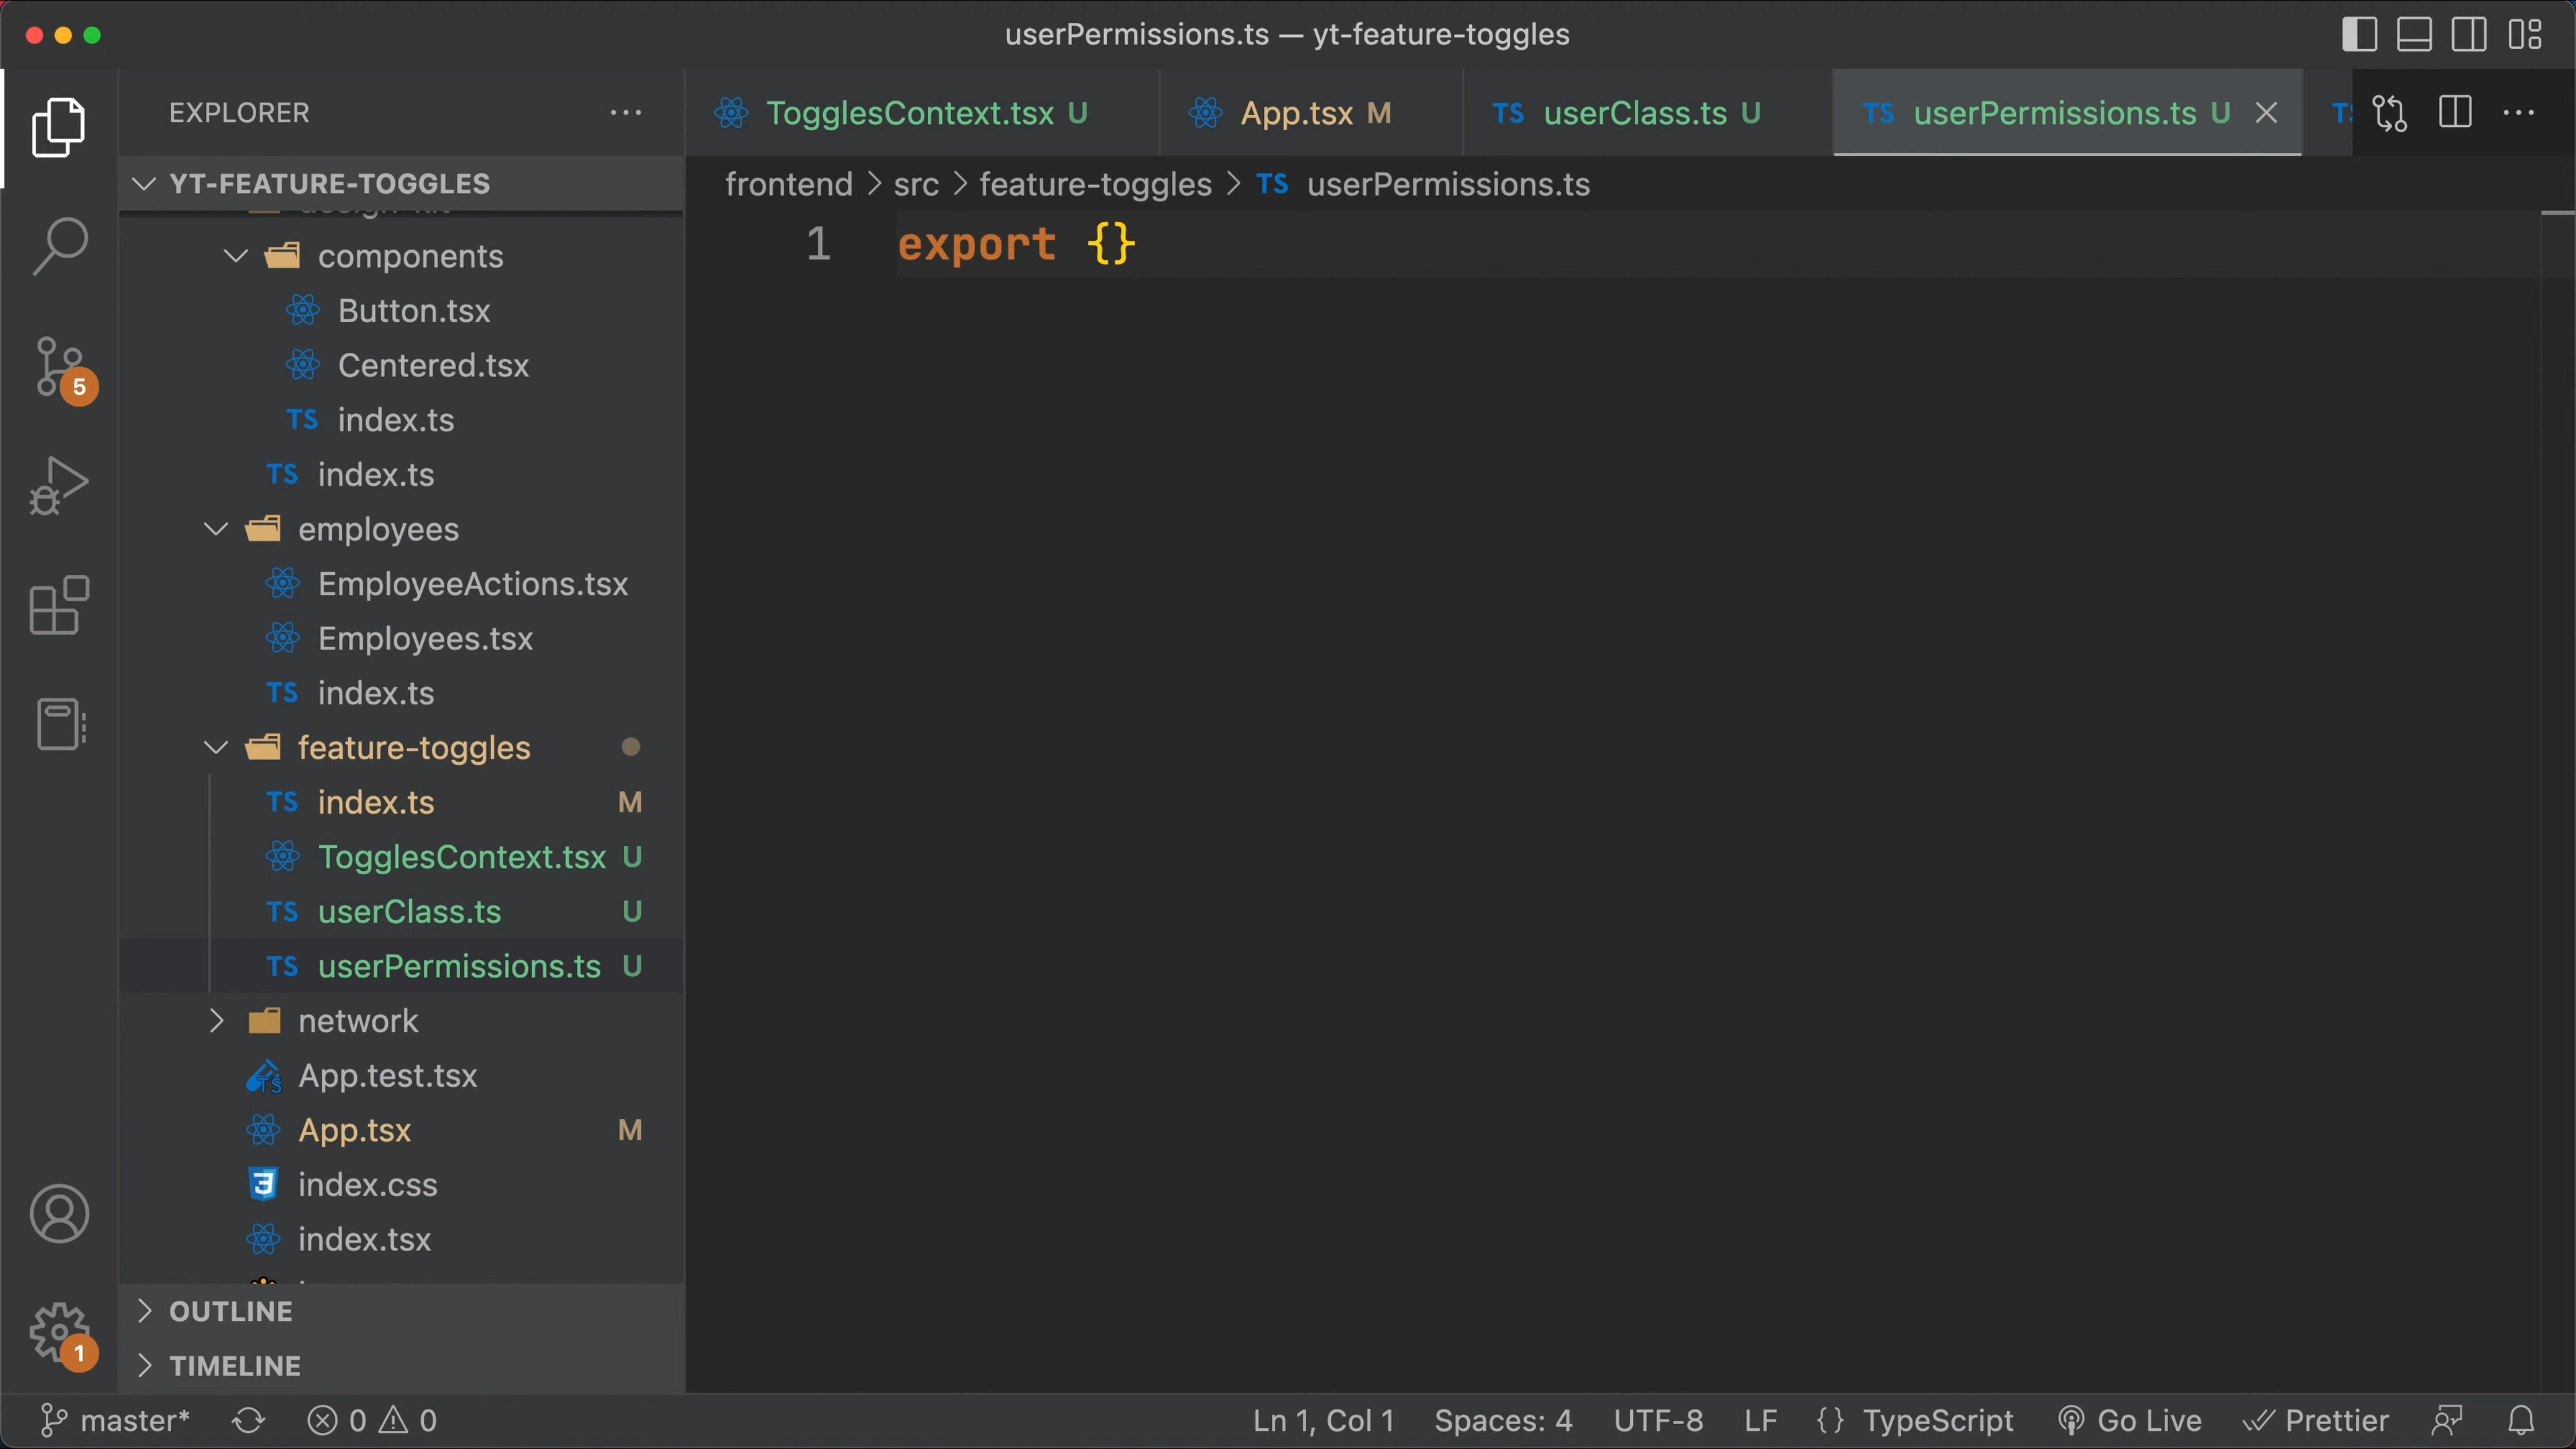 userPermissions.ts — yt-feature-toggles
EXPLORER
TogglesContext.tsx U
App.tsx M
TS userClass.ts U
TS userPermissions.ts U
YT-FEATURE-TOGGLES
frontend > src > feature-toggles > TS userPermissions.ts
1 export {}
components
Button.tsx
Centered.tsx
TS index.ts
TS index.ts
employees
EmployeeActions.tsx
Employees.tsx
TS index.ts
feature-toggles
TS index.ts M
TogglesContext.tsx U
TS userClass.ts U
TS userPermissions.ts U
network
App.test.tsx
App.tsx M
index.css
index.tsx
OUTLINE
TIMELINE
5
1
master* 0 0 Ln 1, Col 1 Spaces: 4 UTF-8 LF {} TypeScript Go Live Prettier